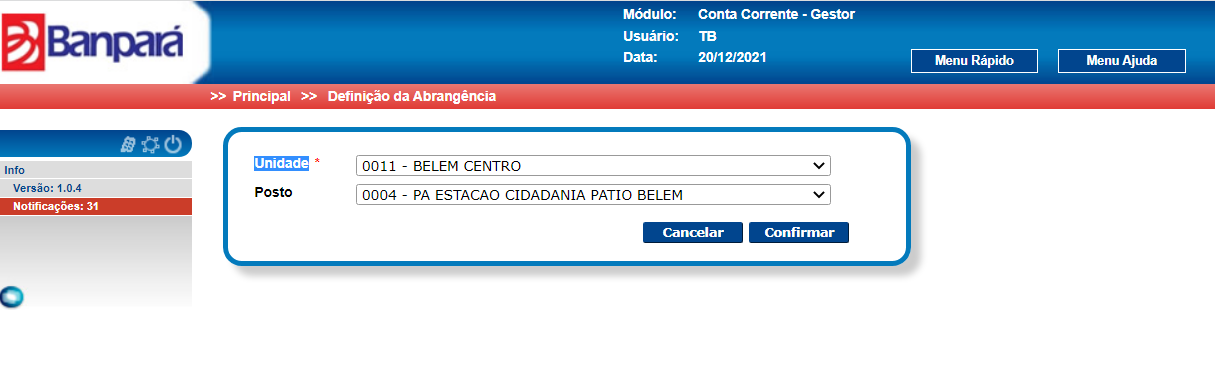 Banpará
Módulo: Conta Corrente - Gestor
Usuário: TB
Data: 20/12/2021
Menu Rápido Menu Ajuda
>> Principal >> Definição da Abrangência
Info
Versão: 1.0.4
Notificações: 31
Unidade * 0011 - BELEM CENTRO
Posto 0004 - PA ESTACAO CIDADANIA PATIO BELEM
Cancelar Confirmar